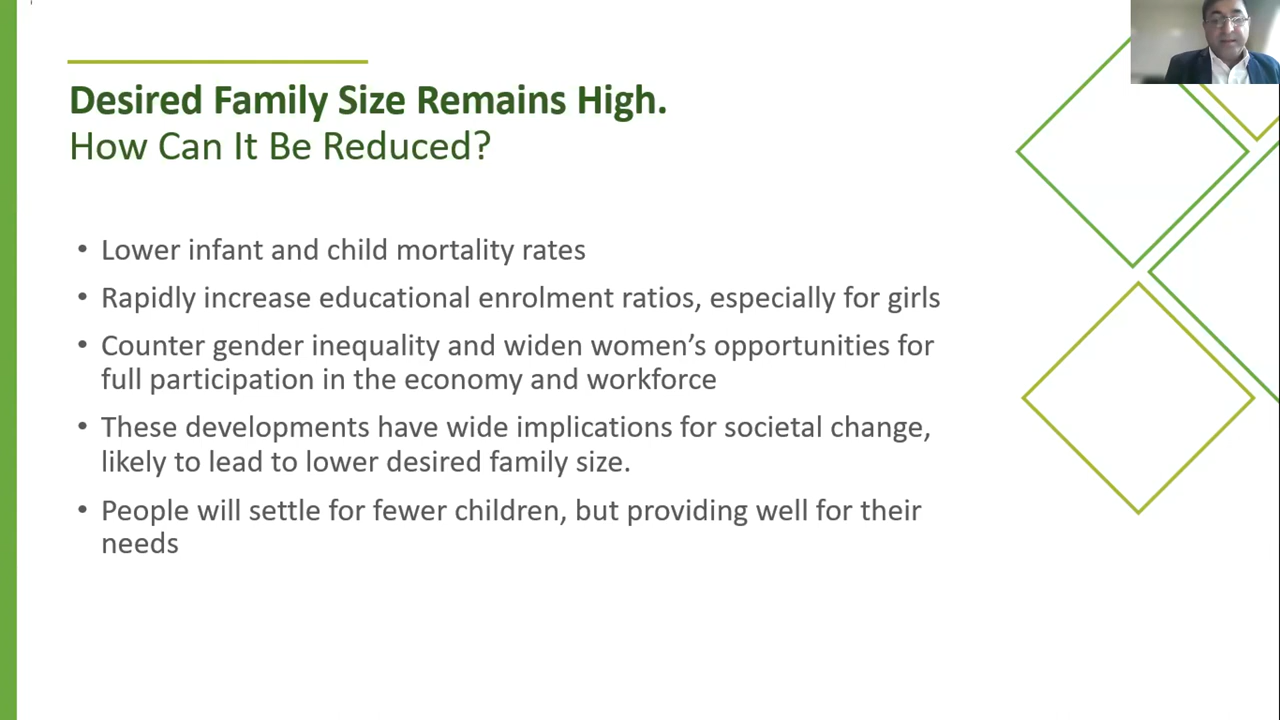 Desired Family Size Remains High.
How Can It Be Reduced?
• Lower infant and child mortality rates
• Rapidly increase educational enrolment ratios, especially for girls
• Counter gender inequality and widen women’s opportunities for
full participation in the economy and workforce
• These developments have wide implications for societal change,
likely to lead to lower desired family size.
• People will settle for fewer children, but providing well for their
needs